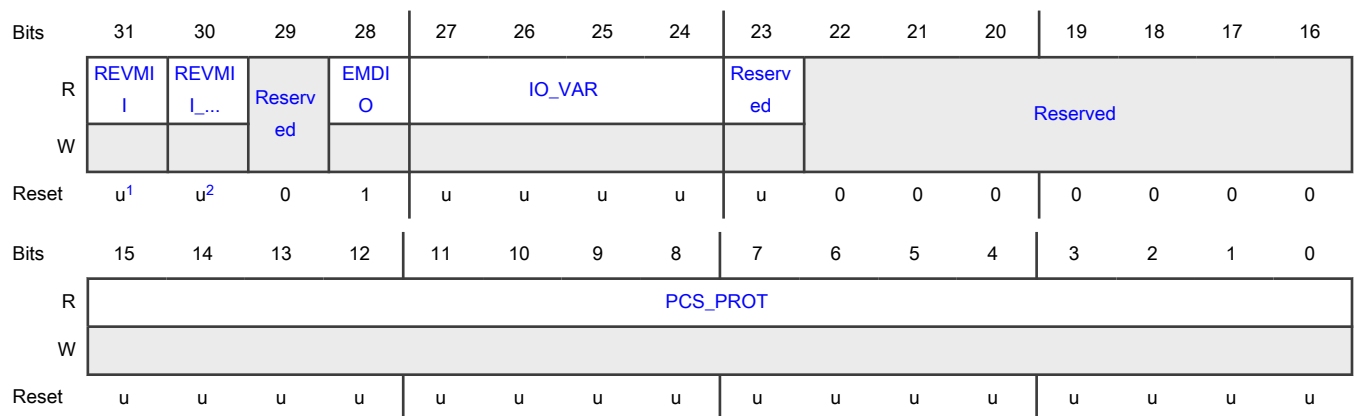 Bits 31 30 29 28 27 26 25 24 23 22 21 20 19 18 17 16
R REVMI I REVMI I_... Reserv ed EMDI O IO_VAR Reserv ed Reserved
W
Reset u1 u2 0 1 u u u u u 0 0 0 0 0 0 0
Bits 15 14 13 12 11 10 9 8 7 6 5 4 3 2 1 0
R PCS_PROT
W
Reset u u u u u u u u u u u u u u u u